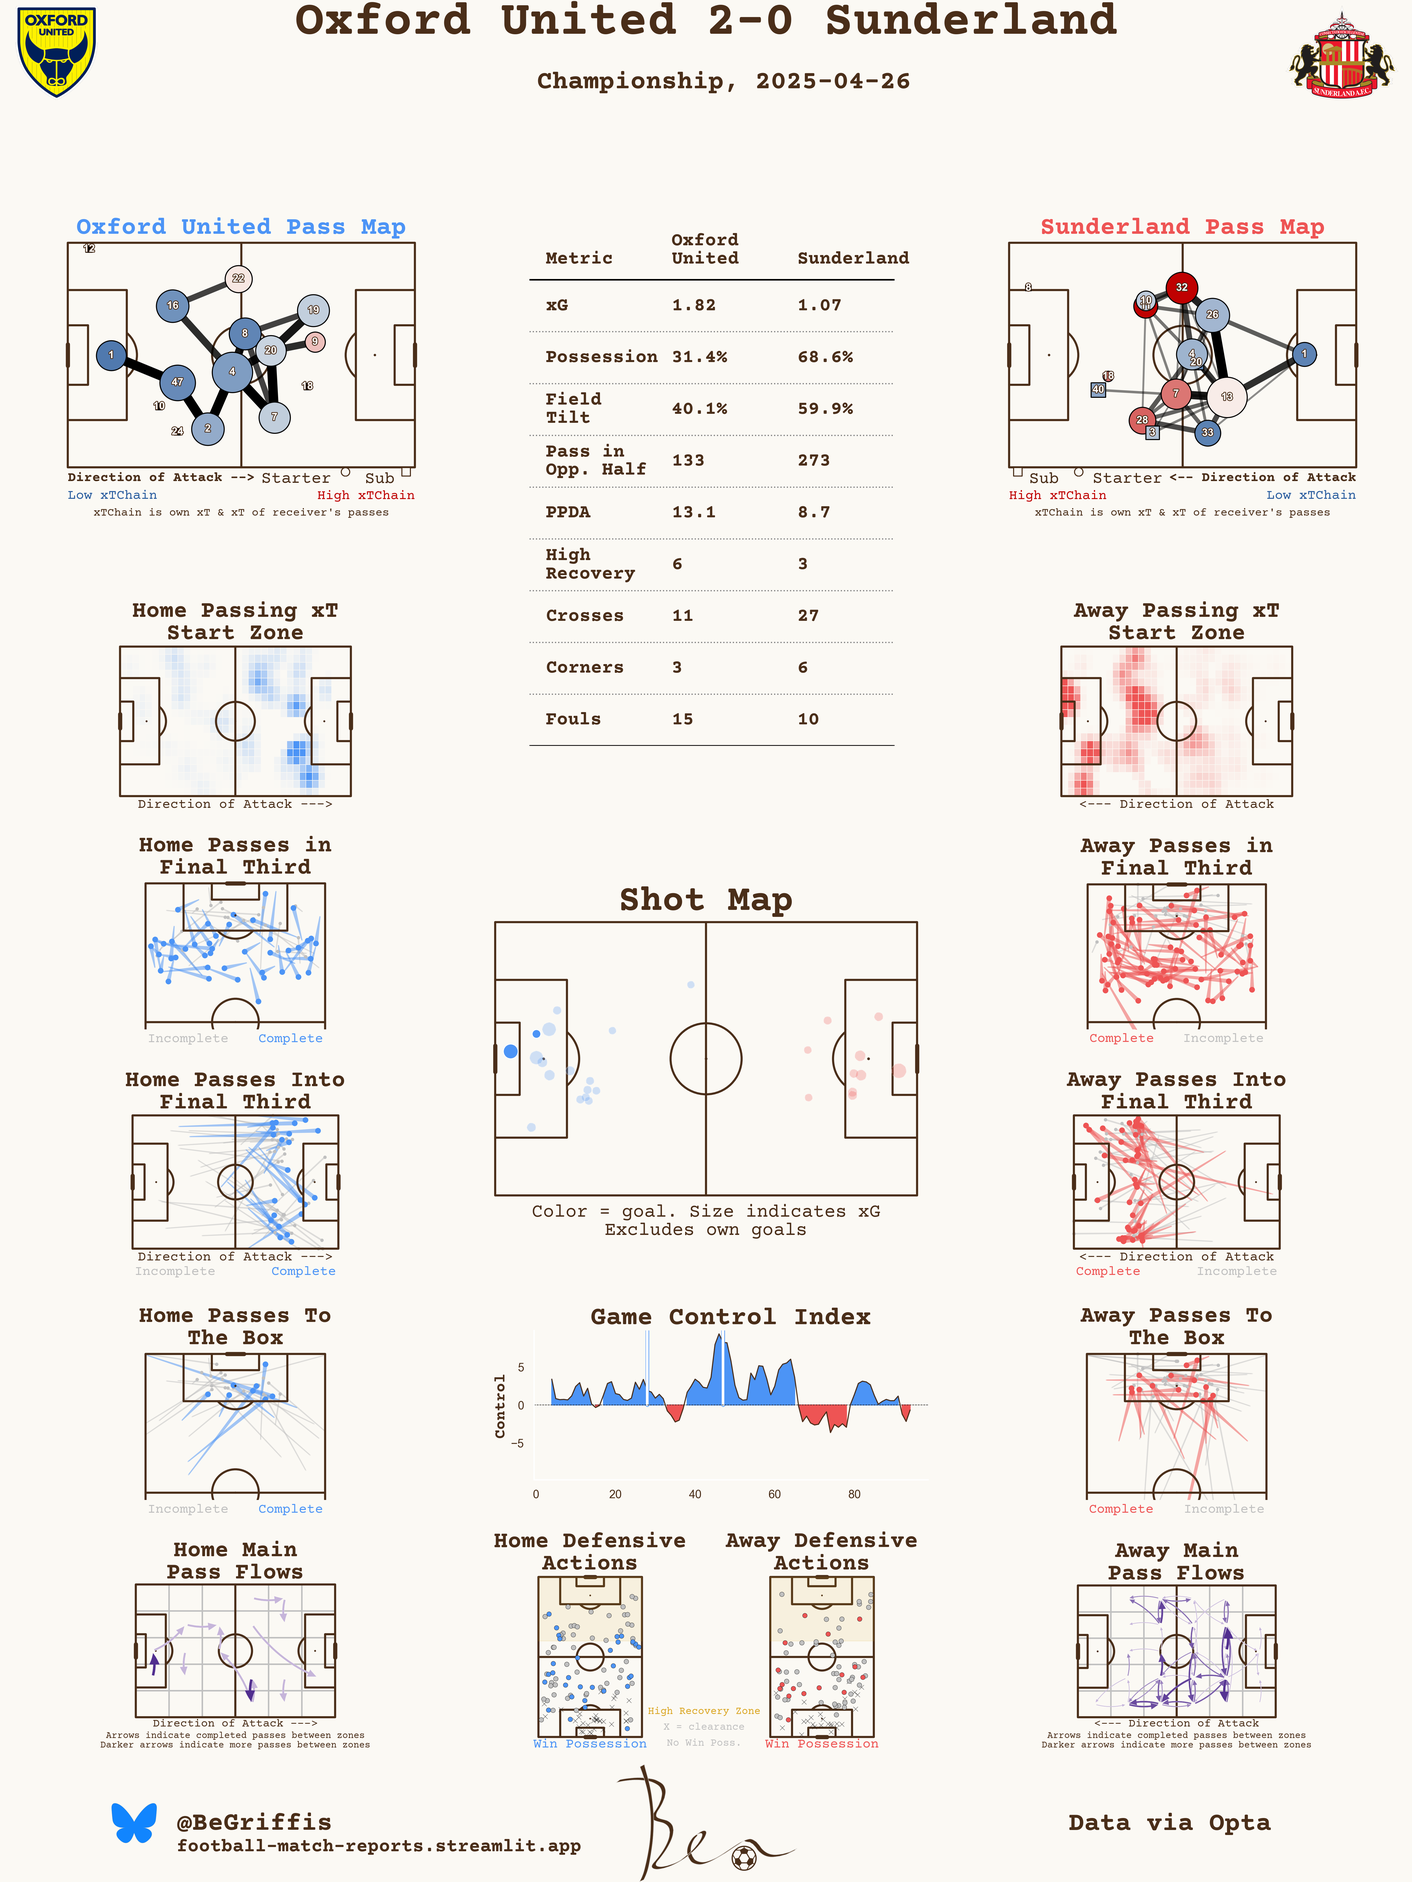 OXFORD
UNITED
Oxford United 2-0 Sunderland
Championship, 2025-04-26
SUNDERLAND A.F.C.
Oxford United Pass Map
12
22
16
19
8
9
1
20
4
47
18
10
7
24
2
Direction of Attack --> Starter Sub
Low xTChain High xTChain
xTChain is own xT & xT of receiver's passes
Metric Oxford United Sunderland
xG 1.82 1.07
Possession 31.4% 68.6%
Field Tilt 40.1% 59.9%
Pass in Opp. Half 133 273
PPDA 13.1 8.7
High Recovery 6 3
Crosses 11 27
Corners 3 6
Fouls 15 10
Sunderland Pass Map
8
32
10
26
4
20
1
18
40
7
13
28
3
33
Sub Starter <-- Direction of Attack
High xTChain Low xTChain
xTChain is own xT & xT of receiver's passes
Home Passing xT
Start Zone
Direction of Attack --->
Away Passing xT
Start Zone
<--- Direction of Attack
Home Passes in
Final Third
Incomplete Complete
Away Passes in
Final Third
Complete Incomplete
Shot Map
Color = goal. Size indicates xG
Excludes own goals
Home Passes Into
Final Third
Direction of Attack --->
Incomplete Complete
Away Passes Into
Final Third
<--- Direction of Attack
Complete Incomplete
Home Passes To
The Box
Incomplete Complete
Game Control Index
Control
5
0
−5
0 20 40 60 80
Away Passes To
The Box
Complete Incomplete
Home Main
Pass Flows
Direction of Attack --->
Arrows indicate completed passes between zones
Darker arrows indicate more passes between zones
Home Defensive
Actions
Win Possession
High Recovery Zone
X = clearance
No Win Poss.
Away Defensive
Actions
Win Possession
Away Main
Pass Flows
<--- Direction of Attack
Arrows indicate completed passes between zones
Darker arrows indicate more passes between zones
@BeGriffis
football-match-reports.streamlit.app
Ben
Data via Opta